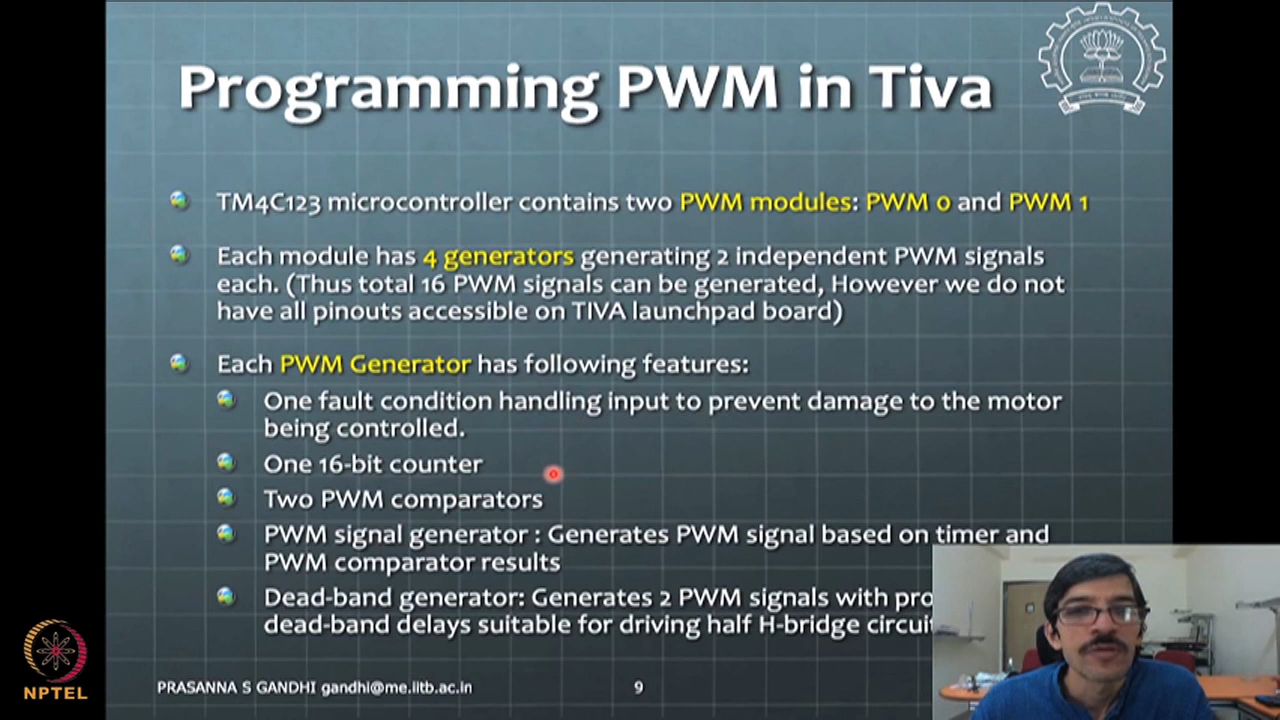 Programming PWM in Tiva
TM4C123 microcontroller contains two PWM modules: PWM 0 and PWM 1
Each module has 4 generators generating 2 independent PWM signals
each. (Thus total 16 PWM signals can be generated, However we do not
have all pinouts accessible on TIVA launchpad board)
Each PWM Generator has following features:
One fault condition handling input to prevent damage to the motor
being controlled.
One 16-bit counter
Two PWM comparators
PWM signal generator : Generates PWM signal based on timer and
PWM comparator results
Dead-band generator: Generates 2 PWM signals with
dead-band delays suitable for driving half H-bridge
NPTEL
PRASANNA S GANDHI gandhi@me.iitb.ac.in
9